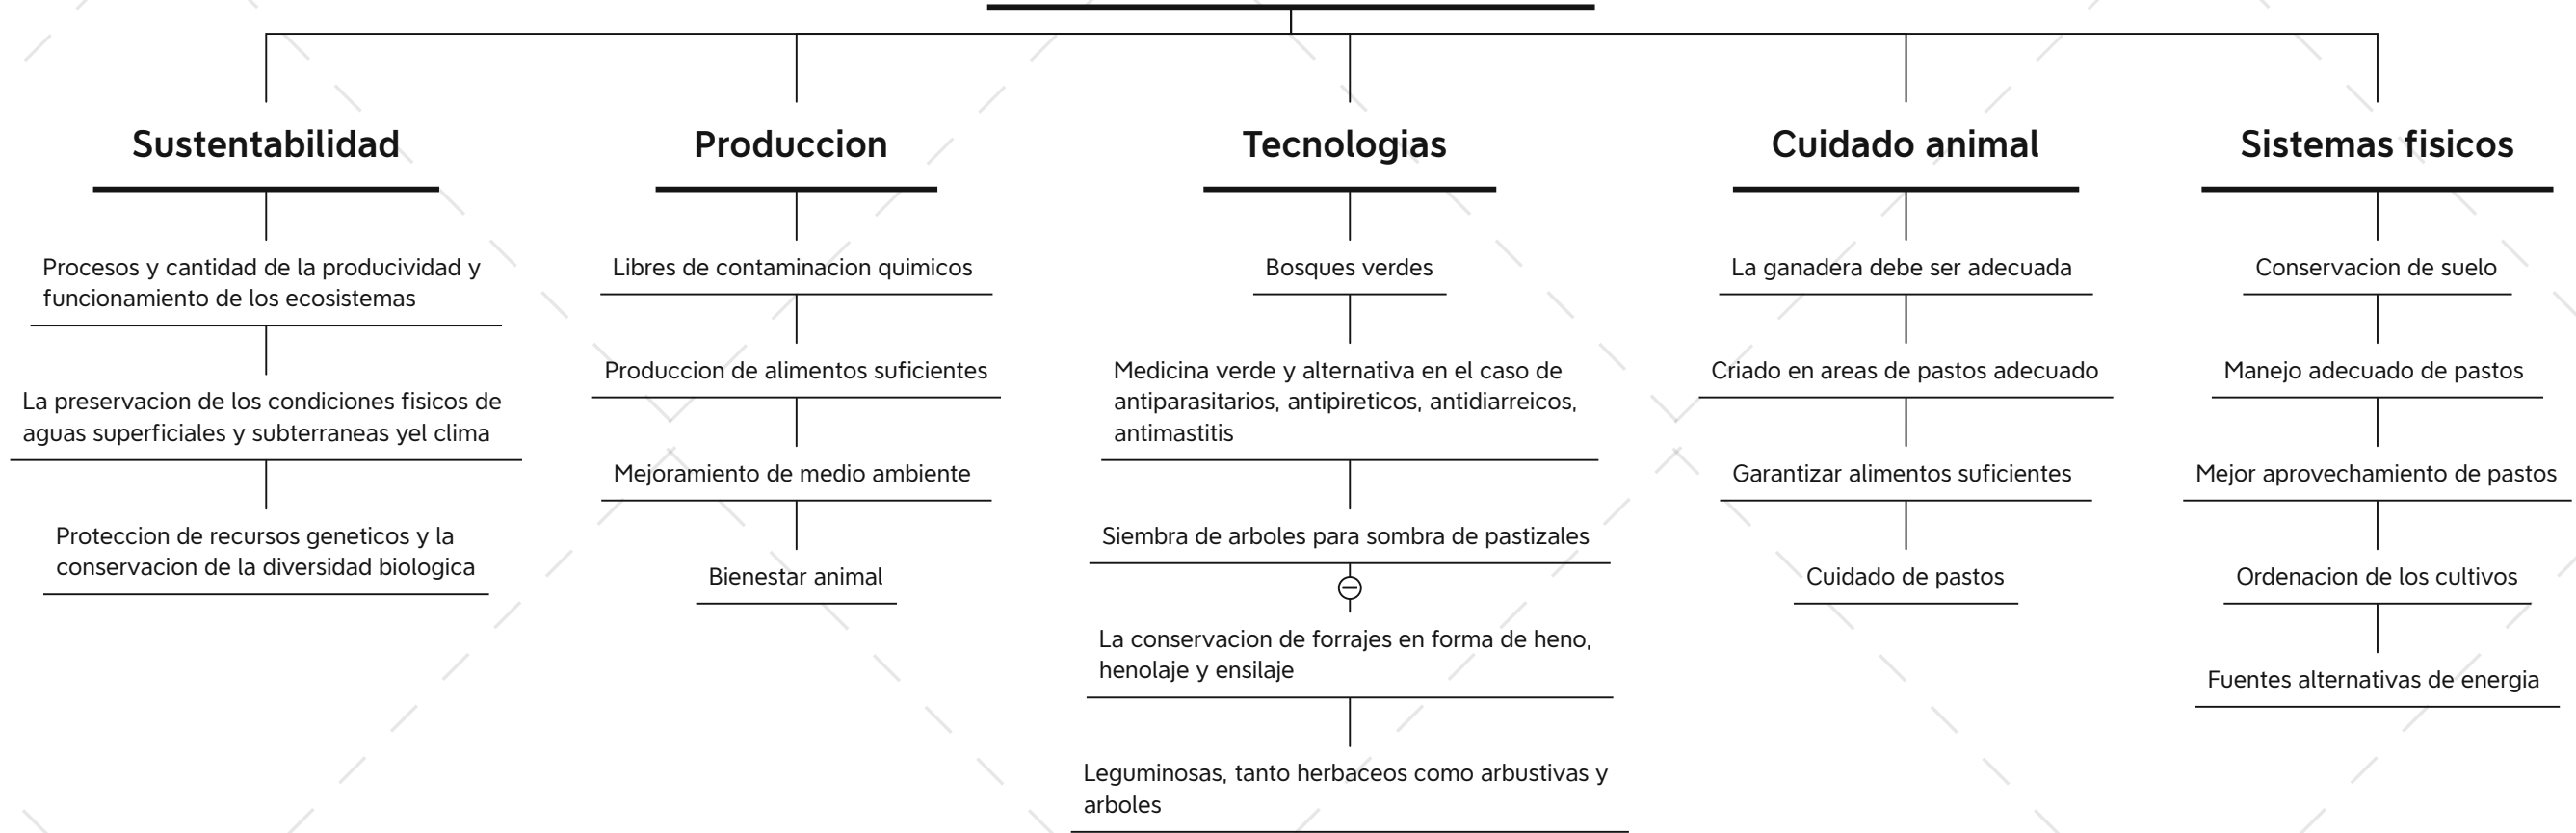 Sustentabilidad
Procesos y cantidad de la producividad y
funcionamiento de los ecosistemas
La preservacion de los condiciones fisicos de
aguas superficiales y subterraneas yel clima
Proteccion de recursos geneticos y la
conservacion de la diversidad biologica
Produccion
Libres de contaminacion quimicos
Produccion de alimentos suficientes
Mejoramiento de medio ambiente
Bienestar animal
Tecnologias
Bosques verdes
Medicina verde y alternativa en el caso de
antiparasitarios, antipireticos, antidiarreicos,
antimastitis
Siembra de arboles para sombra de pastizales
La conservacion de forrajes en forma de heno,
henolaje y ensilaje
Leguminosas, tanto herbaceos como arbustivas y
arboles
Cuidado animal
La ganadera debe ser adecuada
Criado en areas de pastos adecuado
Garantizar alimentos suficientes
Cuidado de pastos
Sistemas fisicos
Conservacion de suelo
Manejo adecuado de pastos
Mejor aprovechamiento de pastos
Ordenacion de los cultivos
Fuentes alternativas de energia